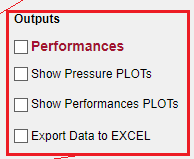 Outputs
Performances
Show Pressure PLOTs
Show Performances PLOTs
Export Data to EXCEL